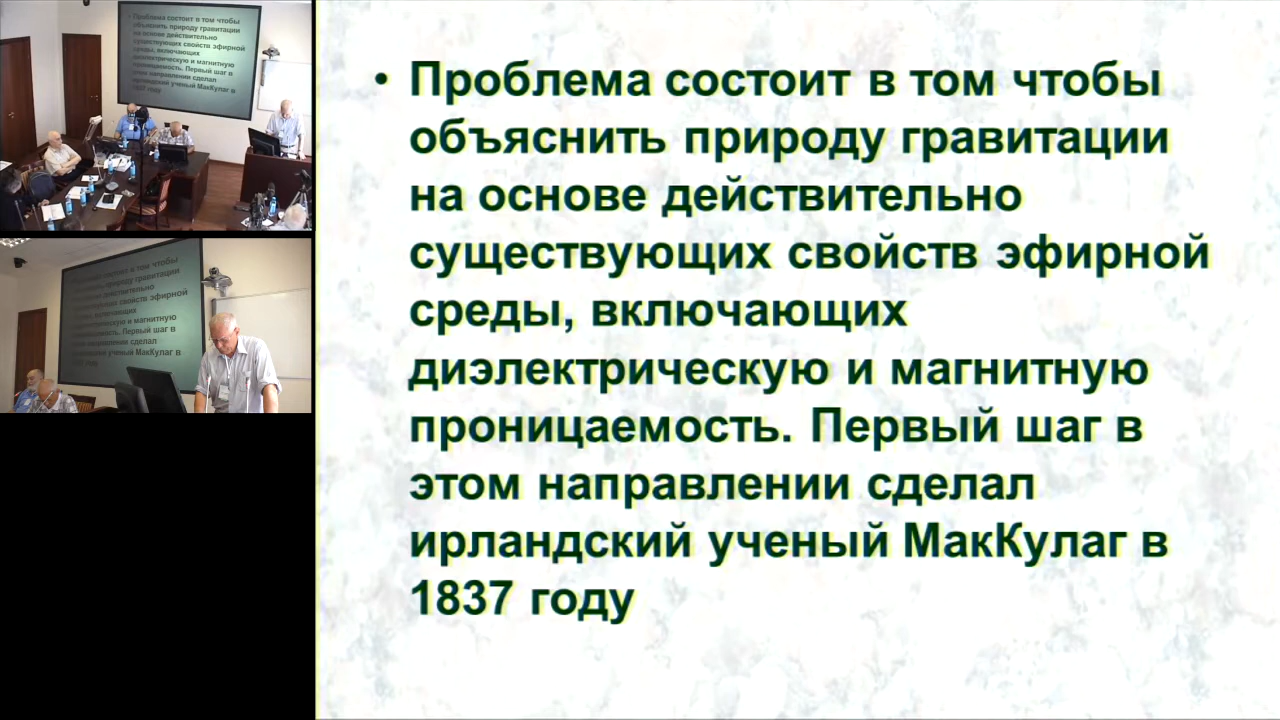 • Проблема состоит в том чтобы
объяснить природу гравитации
на основе действительно
существующих свойств эфирной
среды, включающих
диэлектрическую и магнитную
проницаемость. Первый шаг в
этом направлении сделал
ирландский ученый МакКулаг в
1837 году